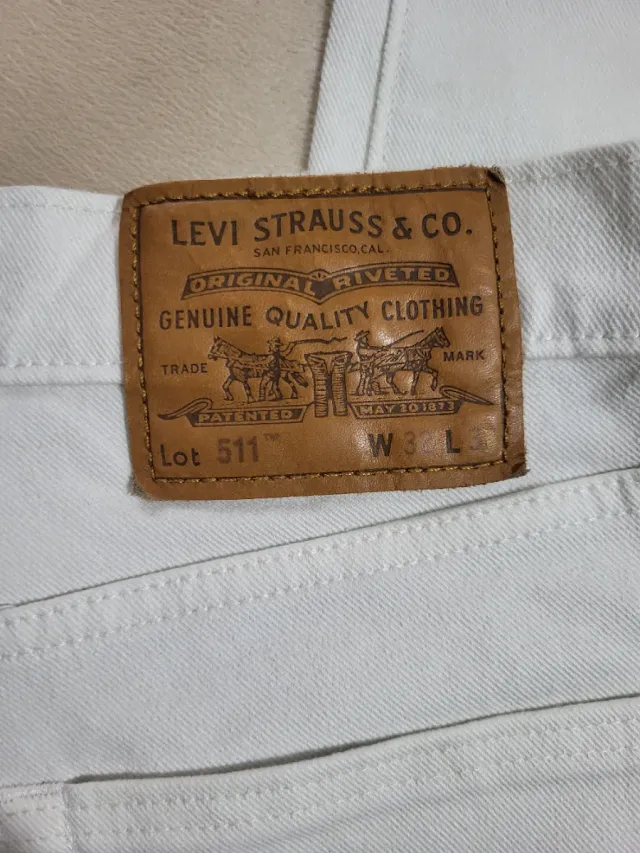 LEVI STRAUSS & CO.
SAN FRANCISCO, CAL.
ORIGINAL RIVETED
GENUINE QUALITY CLOTHING
TRADE MARK
PATENTED MAY 20 1873
Lot 511™ W L